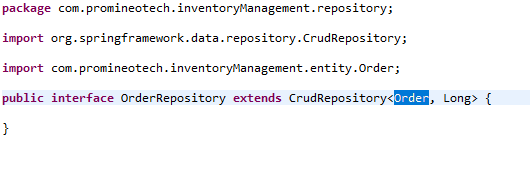 package com.promineotech.inventoryManagement.repository;
import org.springframework.data.repository.CrudRepository;
import com.promineotech.inventoryManagement.entity.Order;
public interface OrderRepository extends CrudRepository<Order, Long> {
}